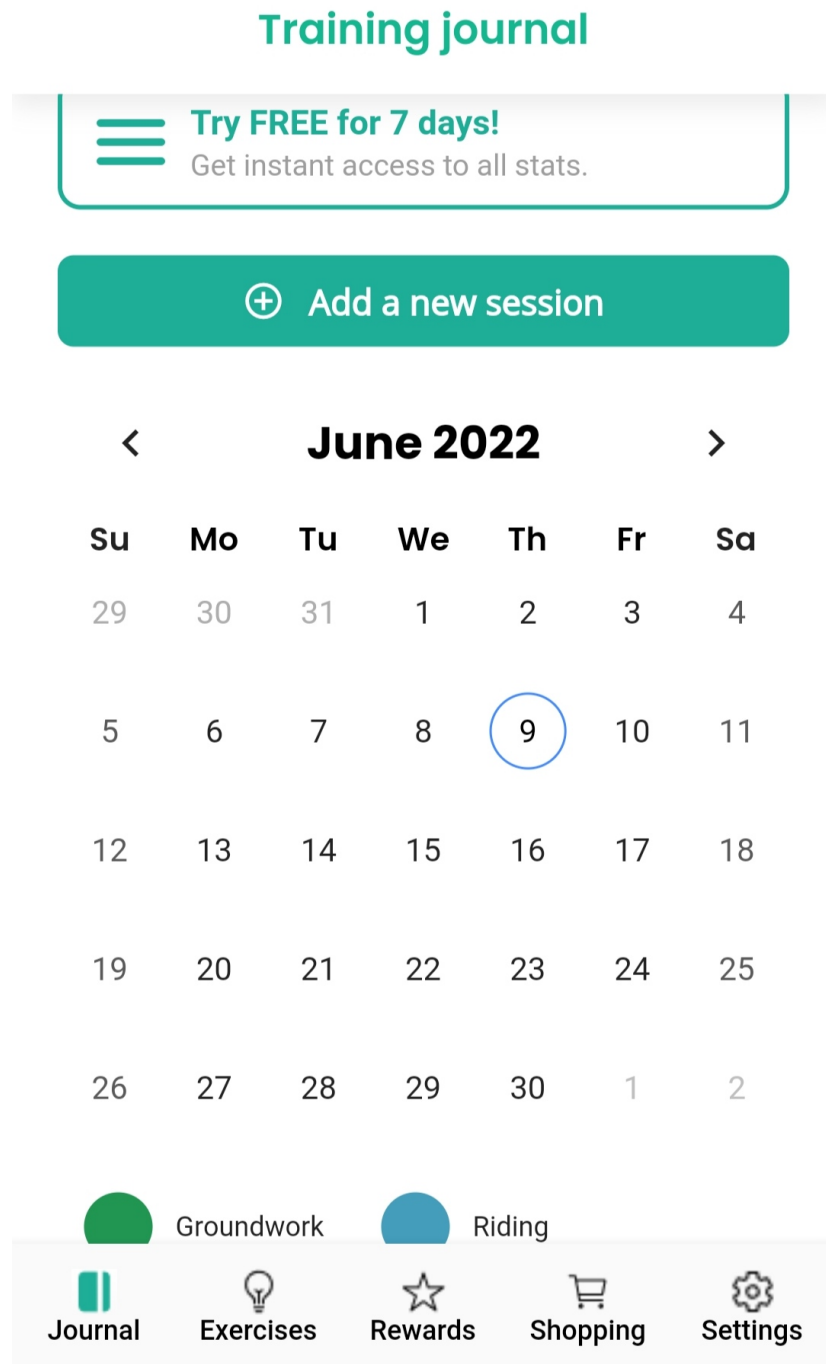 Training journal
Try FREE for 7 days!
Get instant access to all stats.
Add a new session
June 2022
Su Mo Tu We Th Fr Sa
29 30 31 1 2 3 4
5 6 7 8 9 10 11
12 13 14 15 16 17 18
19 20 21 22 23 24 25
26 27 28 29 30 1 2
Groundwork Riding
Journal Exercises Rewards Shopping Settings